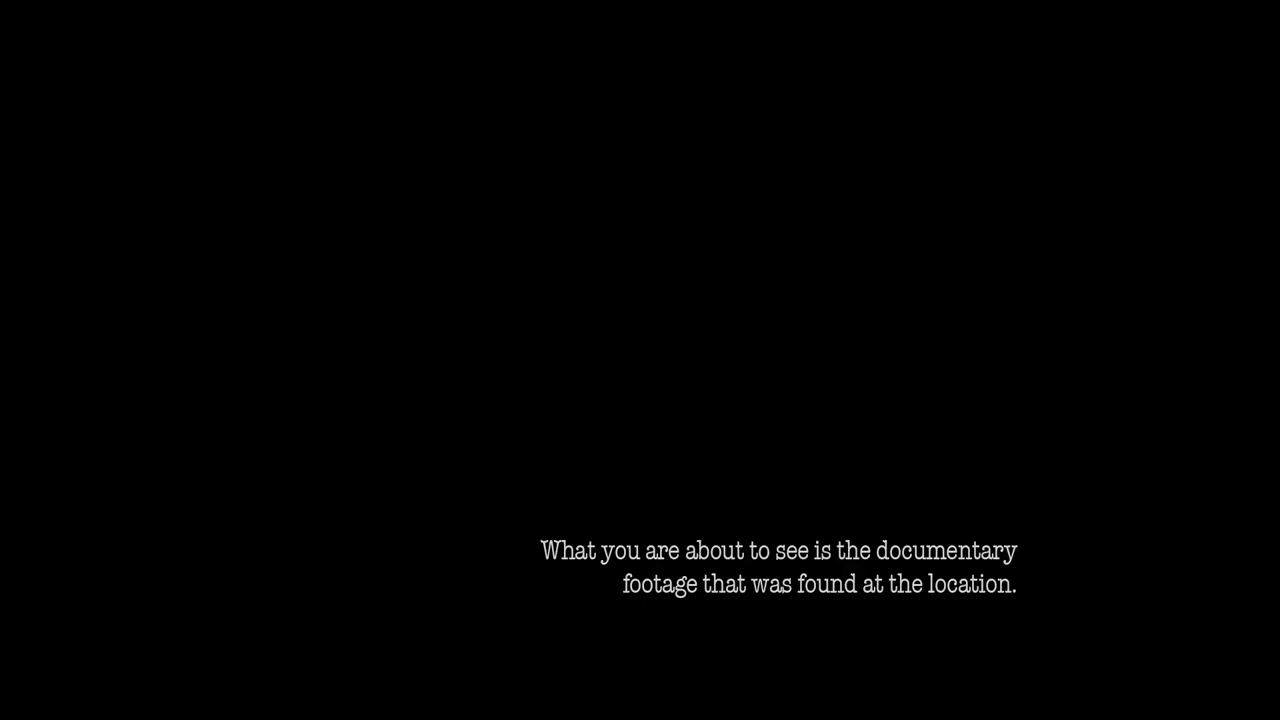 What you are about to see is the documentary
footage that was found at the location.